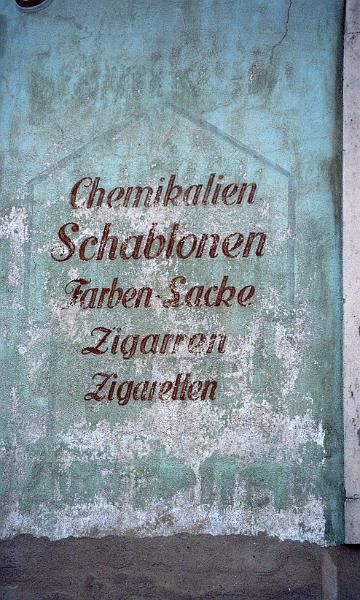 Chemikalien
Schablonen
Farben-Lacke
Zigarren
Zigaretten